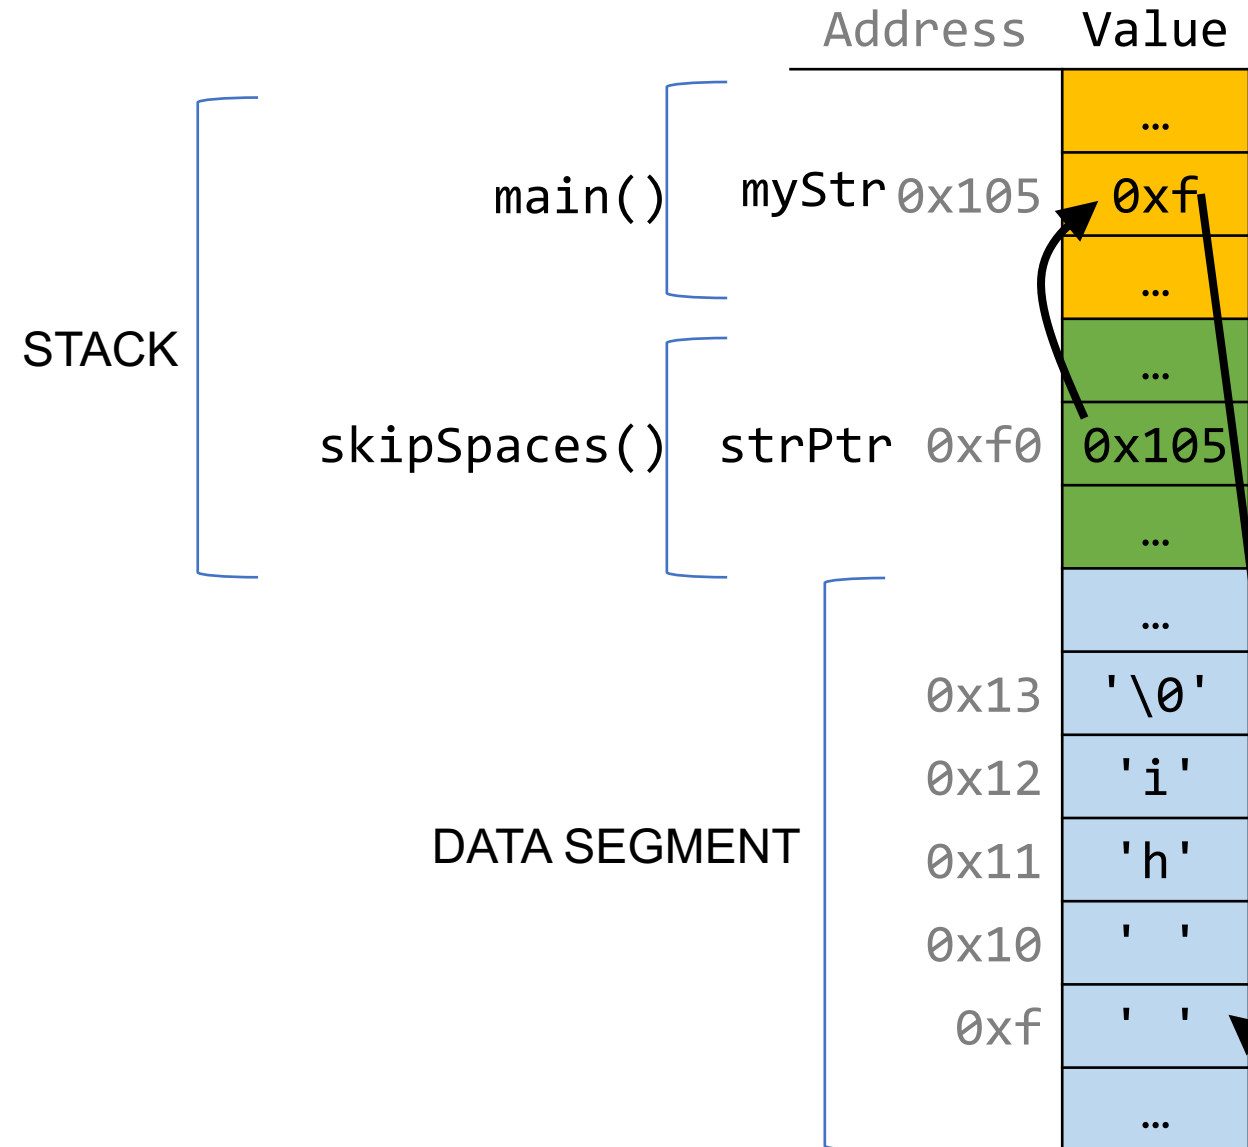 Address Value
…
main() myStr 0x105 0xf
…
STACK
…
skipSpaces() strPtr 0xf0 0x105
…
…
0x13 '\0'
0x12 'i'
DATA SEGMENT
0x11 'h'
0x10 ' '
0xf ' '
…